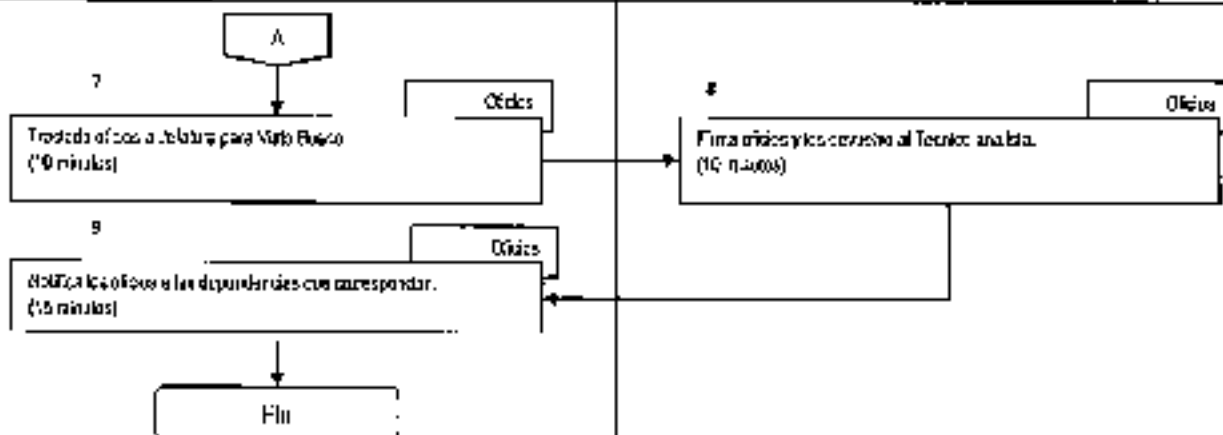 A
7
Oficios
Traslada oficios a Jefatura para Visto Bueno
(10 minutos)
8
Oficios
Firma oficios y los devuelve al Tecnico analista.
(10 minutos)
9
Oficios
Notifica los oficios a las dependencias que correspondan.
(15 minutos)
Fin